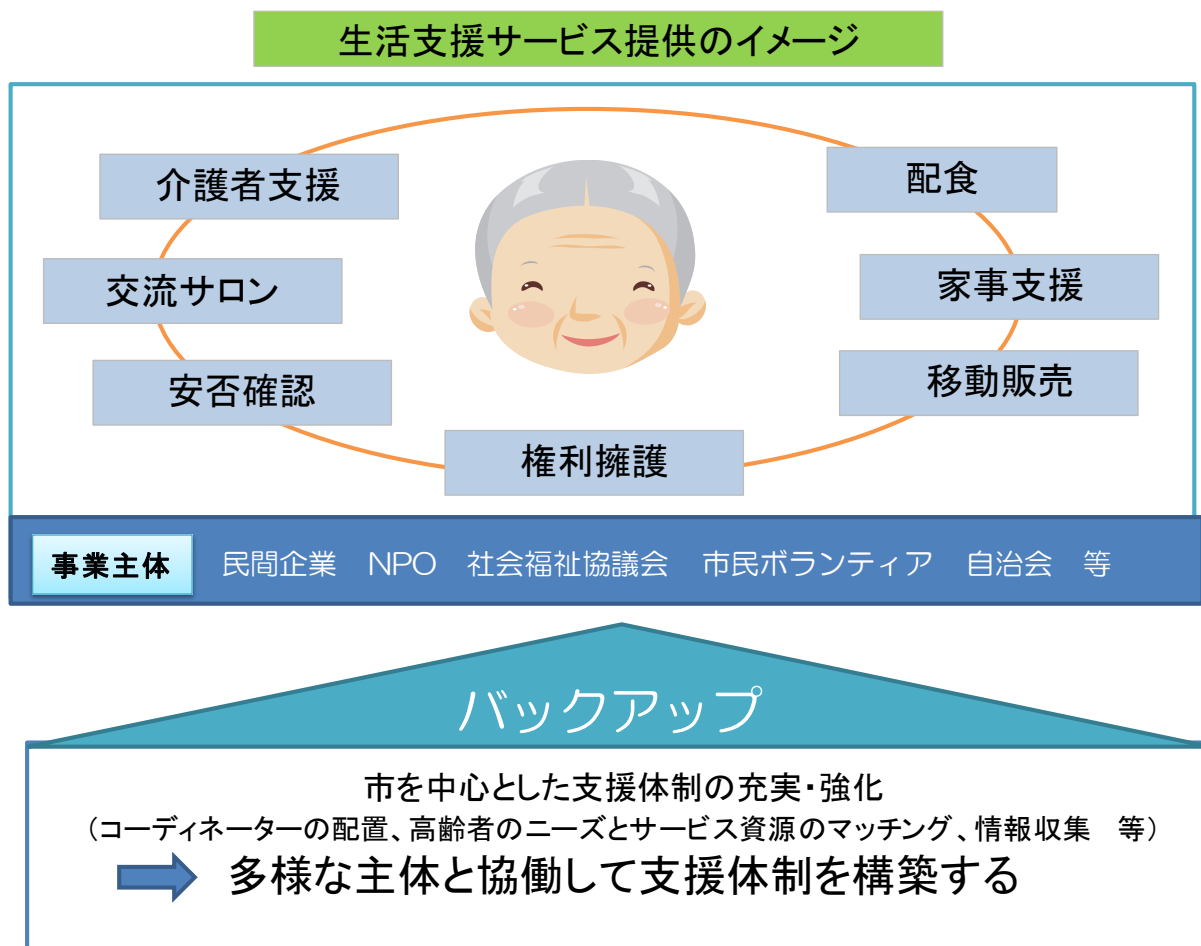 生活支援サービス提供のイメージ
介護者支援
配食
交流サロン
家事支援
安否確認
移動販売
権利擁護
事業主体 民間企業 NPO 社会福祉協議会 市民ボランティア 自治会 等
バックアップ
市を中心とした支援体制の充実・強化
（コーディネーターの配置、高齢者のニーズとサービス資源のマッチング、情報収集 等）
多様な主体と協働して支援体制を構築する